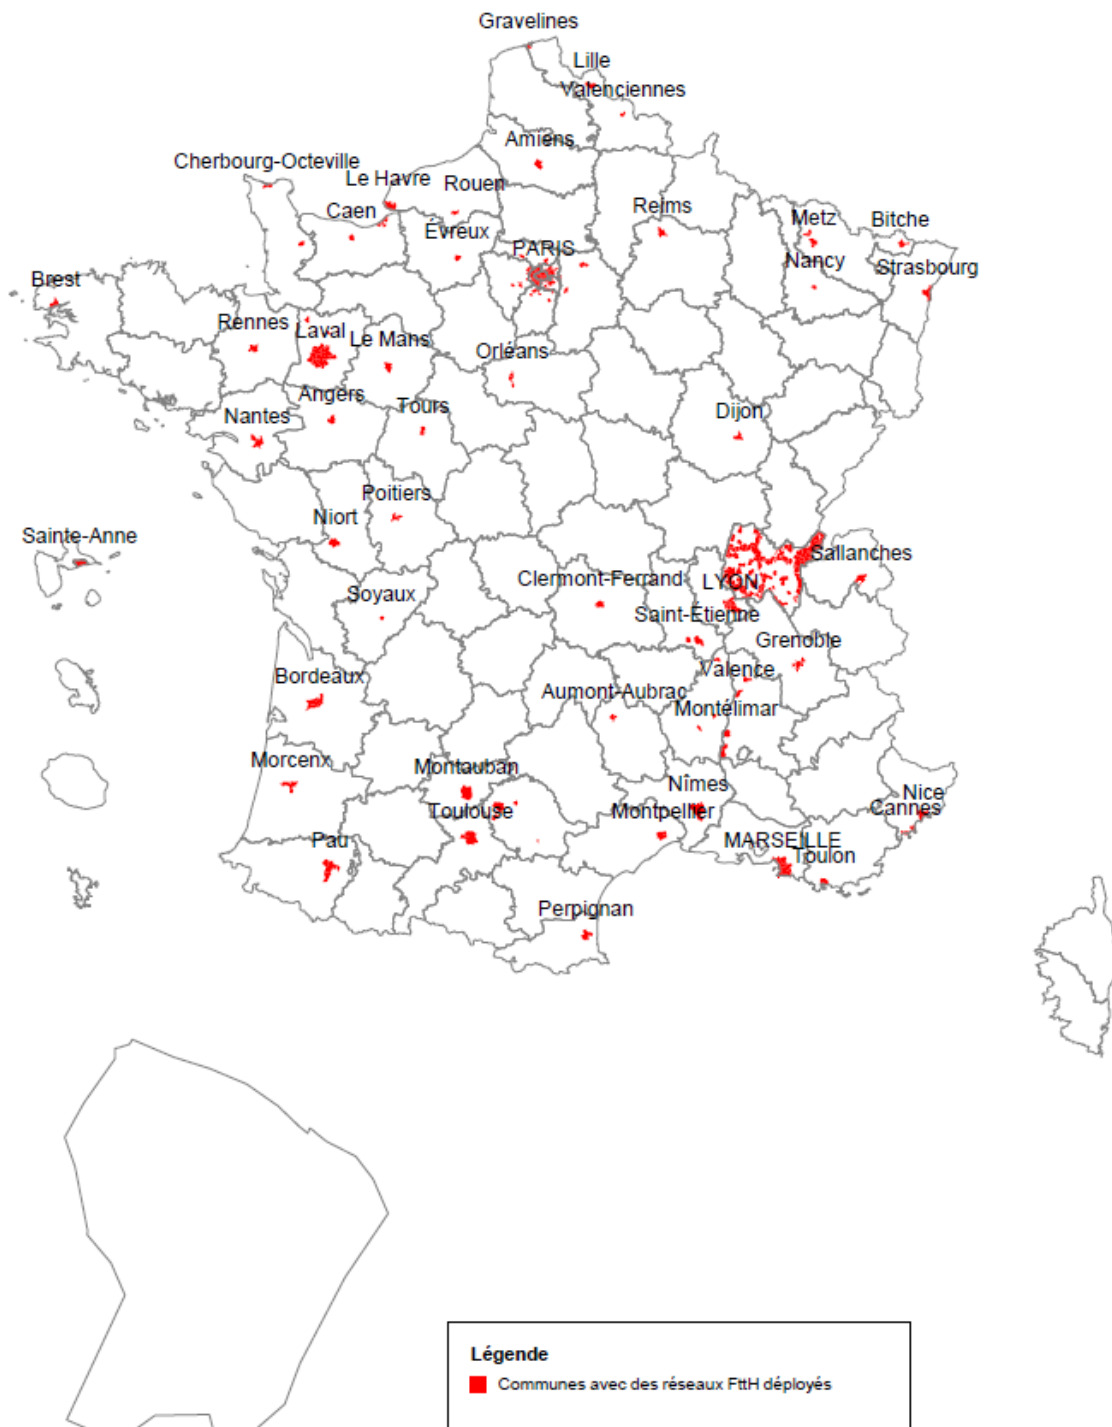 Gravelines
Lille
Valenciennes
Amiens
Cherbourg-Octeville
Le Havre
Rouen
Caen
Reims
Metz
Bitche
Évreux
PARIS
Nancy
Strasbourg
Brest
Rennes
Laval
Le Mans
Orléans
Angers
Tours
Nantes
Dijon
Poitiers
Niort
Sainte-Anne
Sallanches
Clermont-Ferrand
LYON
Soyaux
Saint-Étienne
Grenoble
Bordeaux
Valence
Aumont-Aubrac
Montélimar
Morcenx
Montauban
Nîmes
Nice
Toulouse
Montpellier
Cannes
Pau
MARSEILLE
Toulon
Perpignan
Légende
Communes avec des réseaux FttH déployés